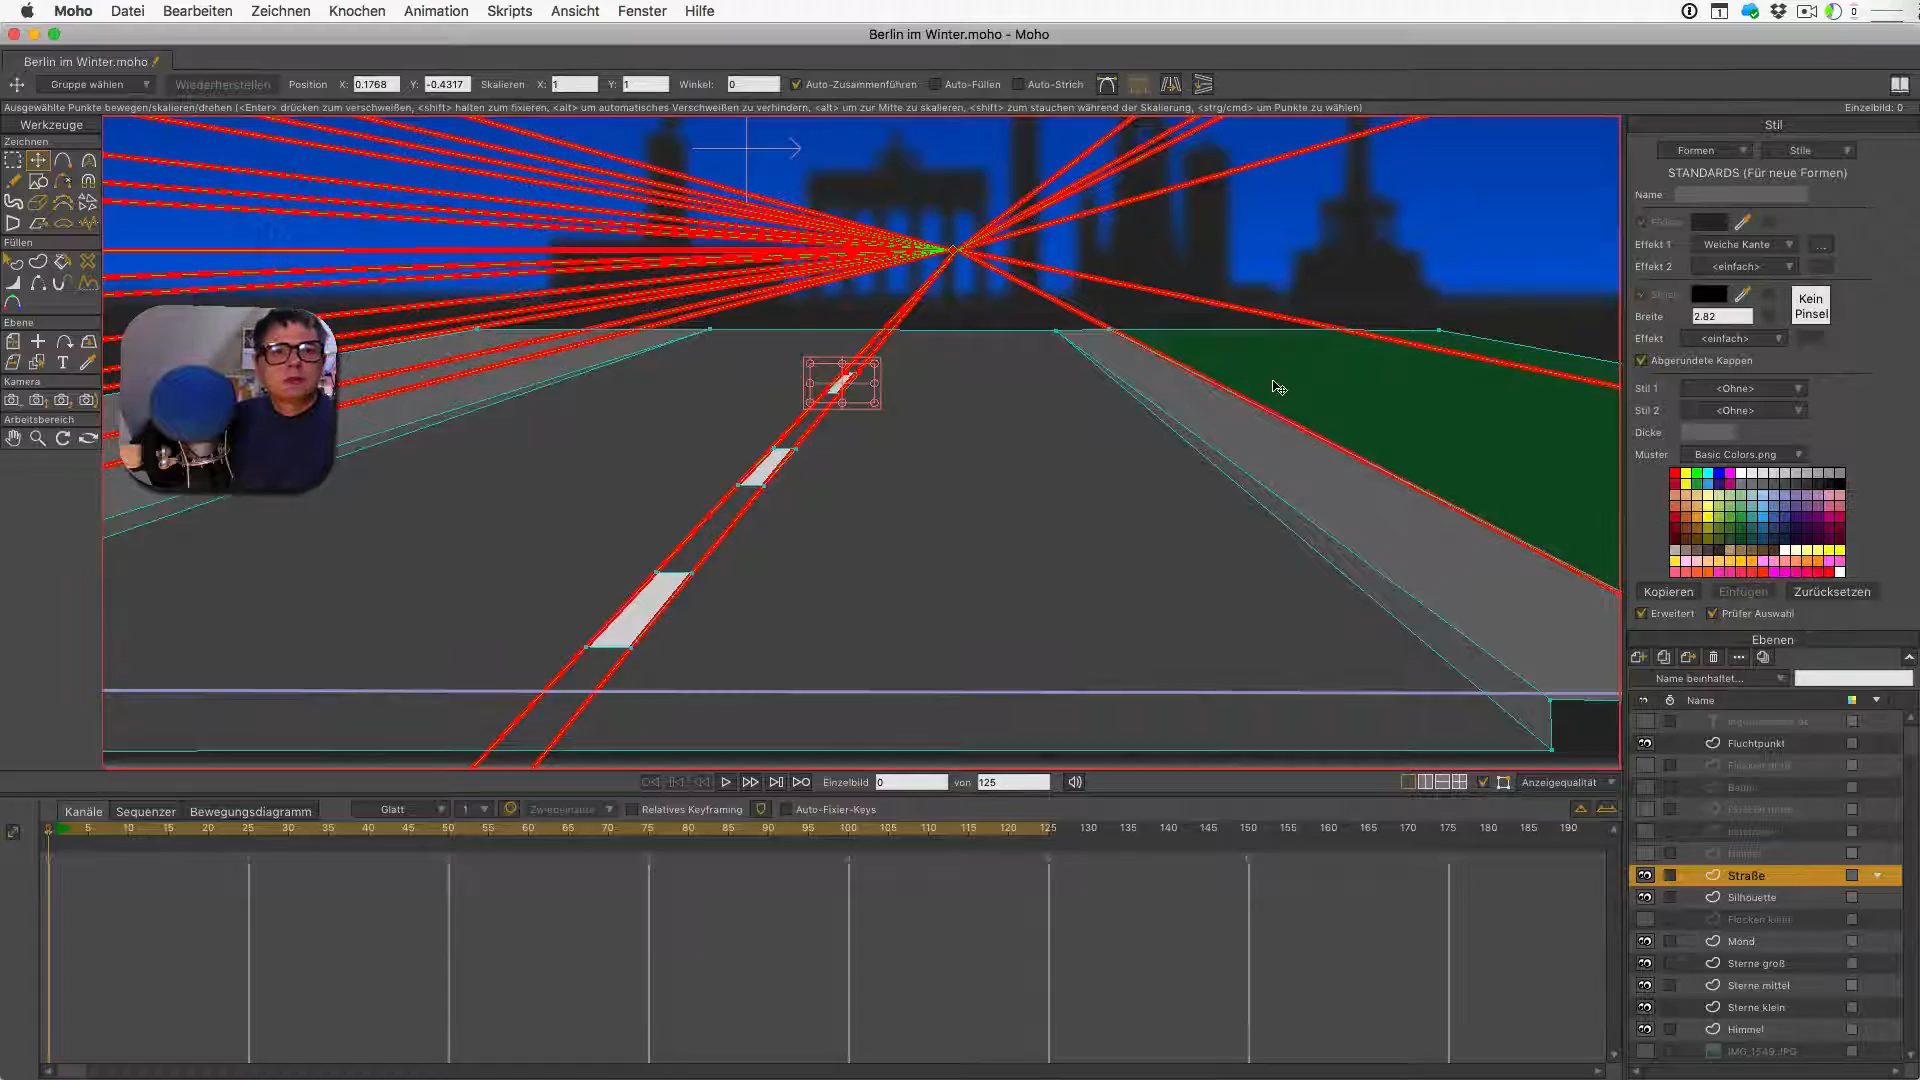 Moho Datei Bearbeiten Zeichnen Knochen Animation Skripts Ansicht Fenster Hilfe
Berlin im Winter.moho - Moho
Berlin im Winter.moho
Gruppe wählen Wiederherstellen Position X: 0.1768 Y: -0.4317 Skalieren X: 1 Y: 1 Winkel: 0 Auto-Zusammenführen Auto-Füllen Auto-Strich
Ausgewählte Punkte bewegen/skalieren/drehen (<Enter> drücken zum verschweißen, <shift> halten zum fixieren, <alt> um automatisches Verschweißen zu verhindern, <alt> um zur Mitte zu skalieren, <shift> zum stauchen während der Skalierung, <strg/cmd> um Punkte zu wählen) Einzelbild: 0
Werkzeuge
Zeichnen
Füllen
Ebene
Kamera
Arbeitsbereich
Stil
Formen Stile
STANDARDS (Für neue Formen)
Name
Effekt 1 Weiche Kante ...
Effekt 2 <einfach>
Kein Pinsel
Breite 2.82
Effekt <einfach>
Abgerundete Kappen
Stil 1 <Ohne>
Stil 2 <Ohne>
Dicke
Muster Basic Colors.png
Kopieren Einfügen Zurücksetzen
Erweitert Prüfer Auswahl
Ebenen
Name beinhaltet...
Name
Fluchtpunkt
Baum
Straße
Silhouette
Flocken klein
Mond
Sterne groß
Sterne mittel
Sterne klein
Himmel
IMG_1549.JPG
Einzelbild 0 von 125 Anzeigequalität
Kanäle Sequenzer Bewegungsdiagramm Glatt 1 Relatives Keyframing Auto-Fixier-Keys
5 10 15 20 25 30 35 40 45 50 55 60 65 70 75 80 85 90 95 100 105 110 115 120 125 130 135 140 145 150 155 160 165 170 175 180 185 190